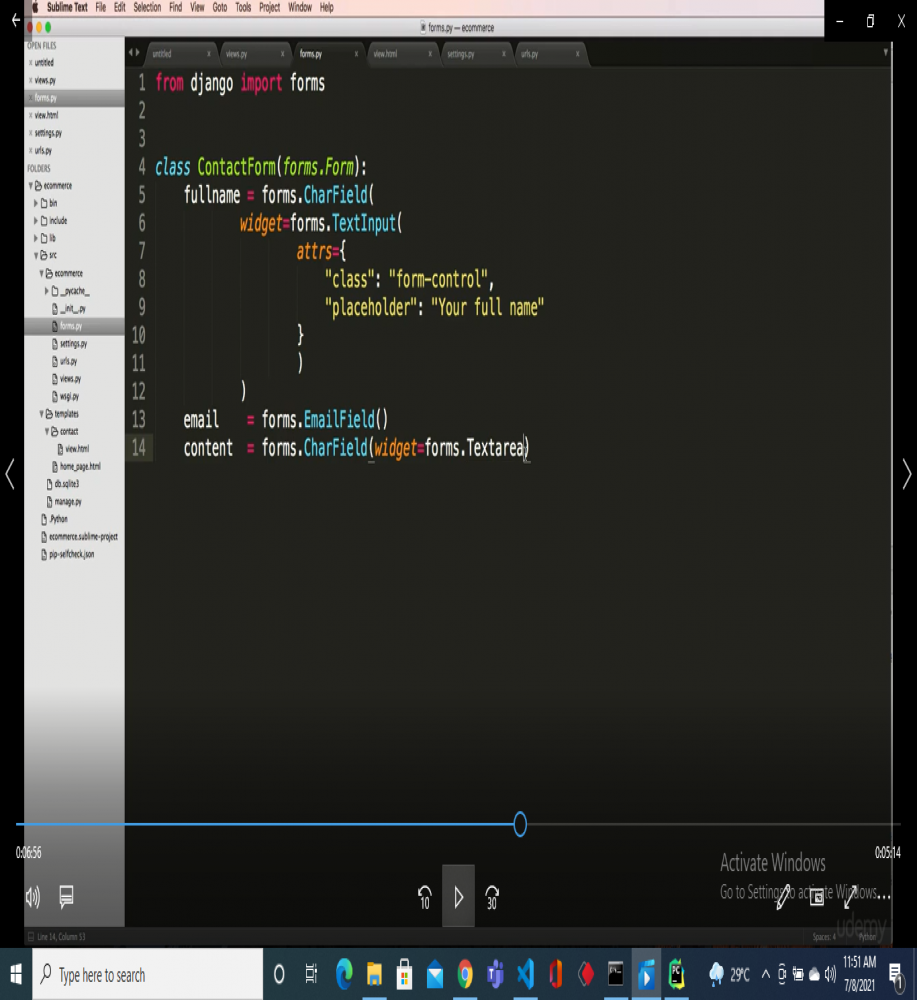 Sublime Text File Edit Selection Find View Goto Tools Project Window Help
forms.py — ecommerce
OPEN FILES
untitled
views.py
forms.py
view.html
settings.py
urls.py
FOLDERS
ecommerce
bin
include
lib
src
ecommerce
__pycache__
__init__.py
forms.py
settings.py
urls.py
views.py
wsgi.py
templates
contact
view.html
home_page.html
db.sqlite3
manage.py
.Python
ecommerce.sublime-project
pip-selfcheck.json
untitled views.py forms.py view.html settings.py urls.py
1 from django import forms
2
3
4 class ContactForm(forms.Form):
5 fullname = forms.CharField(
6 widget=forms.TextInput(
7 attrs={
8 "class": "form-control",
9 "placeholder": "Your full name"
10 }
11 )
12 )
13 email = forms.EmailField()
14 content = forms.CharField(widget=forms.Textarea)
0:06:56
0:05:14
10
30
Activate Windows
Go to Settings to activate Windows.
udemy
Line 14, Column 53
Spaces: 4 Python
Type here to search
29°C
11:51 AM
7/8/2021
1